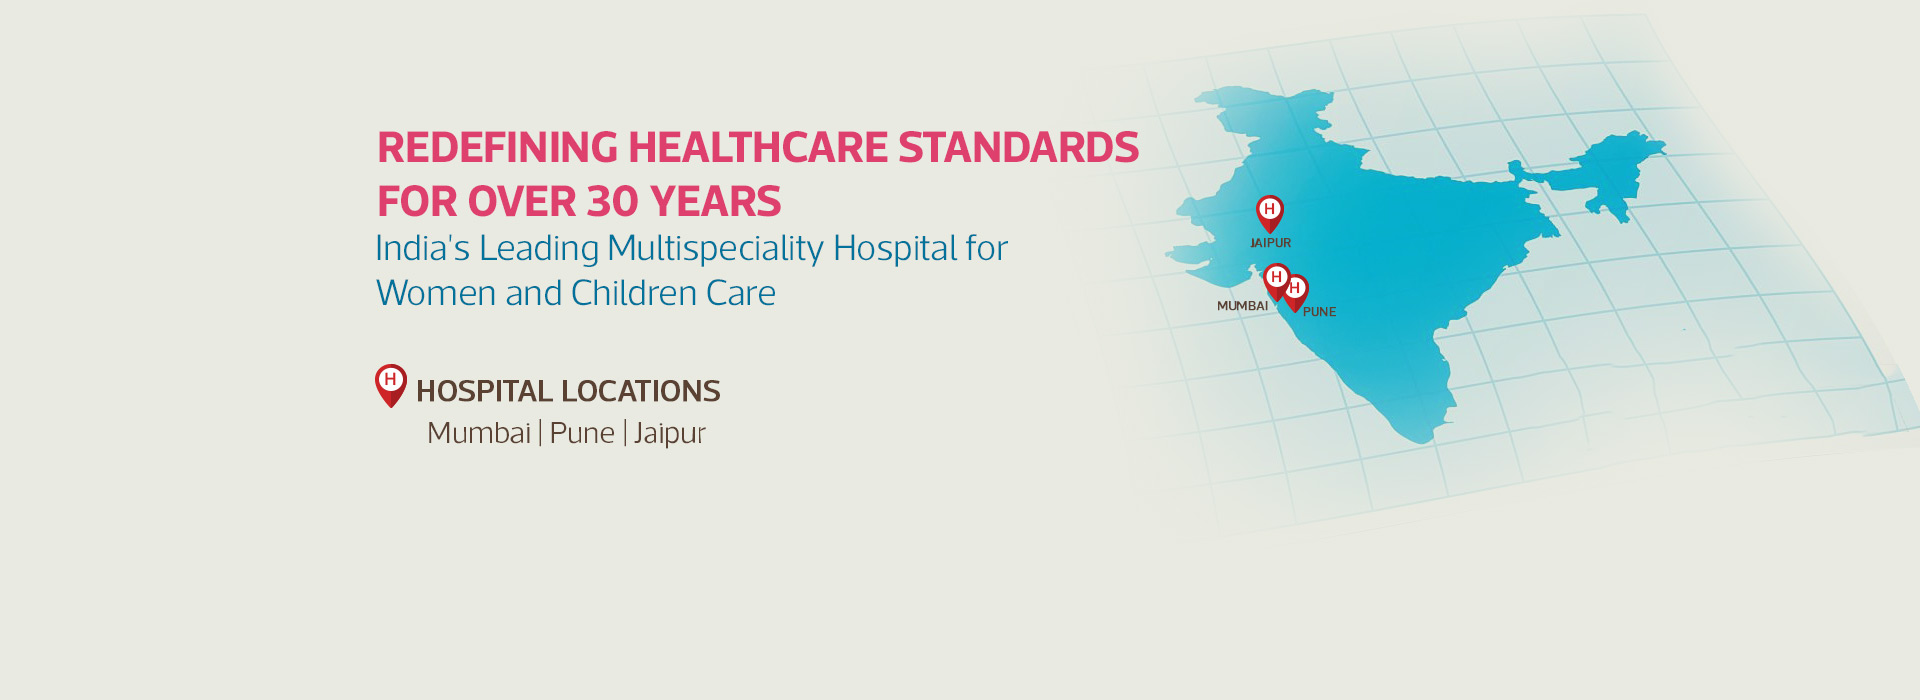 REDEFINING HEALTHCARE STANDARDS
FOR OVER 30 YEARS
India's Leading Multispeciality Hospital for
Women and Children Care
H
HOSPITAL LOCATIONS
Mumbai | Pune | Jaipur
H
JAIPUR
H
H
MUMBAI
PUNE